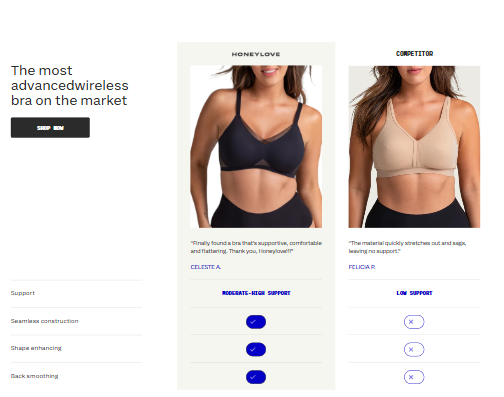 The most
advancedwireless
bra on the market
SHOP NOW
HONEYLOVE
COMPETITOR
"Finally found a bra that's supportive, comfortable
and flattering. Thank you, Honeylove!!!"
CELESTE A.
"The material quickly stretches out and sags,
leaving no support."
FELICIA P.
Support
MODERATE-HIGH SUPPORT
LOW SUPPORT
Seamless construction
Shape enhancing
Back smoothing